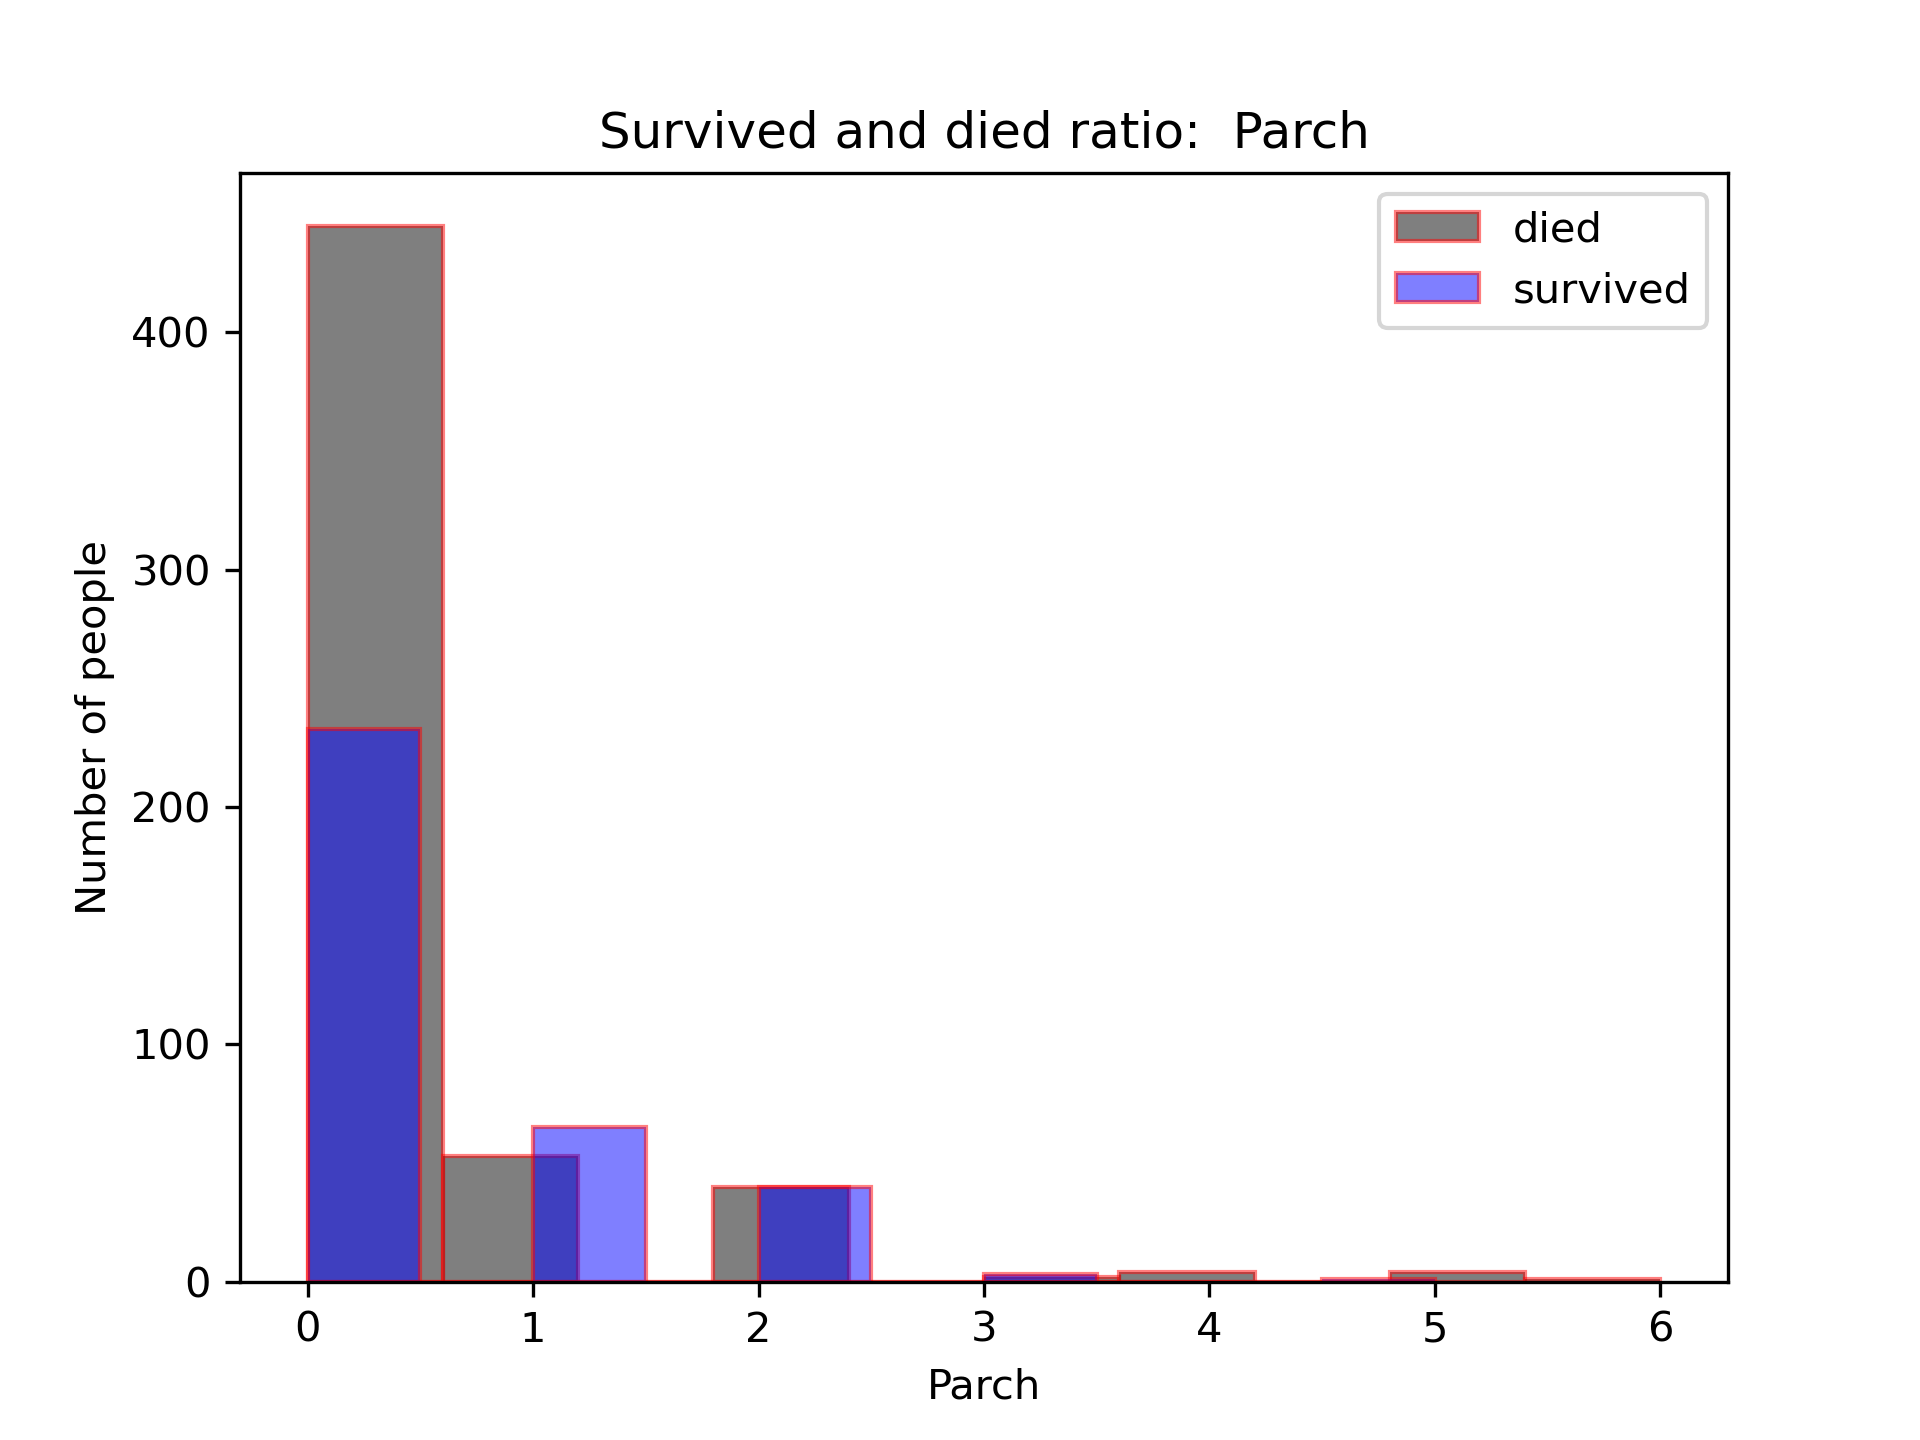 Survived and died ratio:  Parch
died
survived
400
300
200
100
0
Number of people
0 1 2 3 4 5 6
Parch